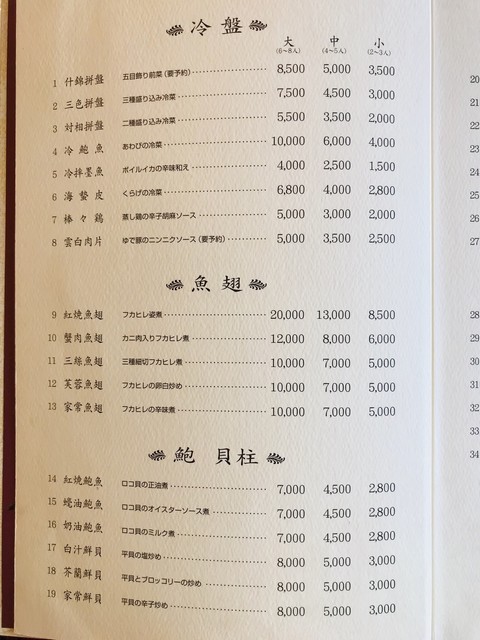 冷盤
大 中 小
(6~8人) (4~5人) (2~3人)
1 什錦拼盤 五目飾り前菜(要予約) 8,500 5,000 3,500
2 三色拼盤 三種盛り込み冷菜 7,500 4,500 3,000
3 対相拼盤 二種盛り込み冷菜 5,500 3,500 2,000
4 冷鮑魚 あわびの冷菜 10,000 6,000 4,000
5 冷拌墨魚 ボイルイカの辛味和え 4,000 2,500 1,500
6 海蜇皮 くらげの冷菜 6,800 4,000 2,800
7 棒々鶏 蒸し鶏の辛子胡麻ソース 5,000 3,000 2,000
8 雲白肉片 ゆで豚のニンニクソース(要予約) 5,000 3,500 2,500
魚翅
9 紅焼魚翅 フカヒレ姿煮 20,000 13,000 8,500
10 蟹肉魚翅 カニ肉入りフカヒレ煮 12,000 8,000 6,000
11 三絲魚翅 三種細切フカヒレ煮 10,000 7,000 5,000
12 芙蓉魚翅 フカヒレの卵白炒め 10,000 7,000 5,000
13 家常魚翅 フカヒレの辛味煮 10,000 7,000 5,000
鮑 貝柱
14 紅焼鮑魚 ロコ貝の正油煮 7,000 4,500 2,800
15 蠔油鮑魚 ロコ貝のオイスターソース煮 7,000 4,500 2,800
16 奶油鮑魚 ロコ貝のミルク煮 7,000 4,500 2,800
17 白汁鮮貝 平貝の塩炒め 8,000 5,000 3,000
18 芥蘭鮮貝 平貝とブロッコリーの炒め 8,000 5,000 3,000
19 家常鮮貝 平貝の辛子炒め 8,000 5,000 3,000
20
21
22
23
24
25
26
27
28
29
30
31
32
33
34